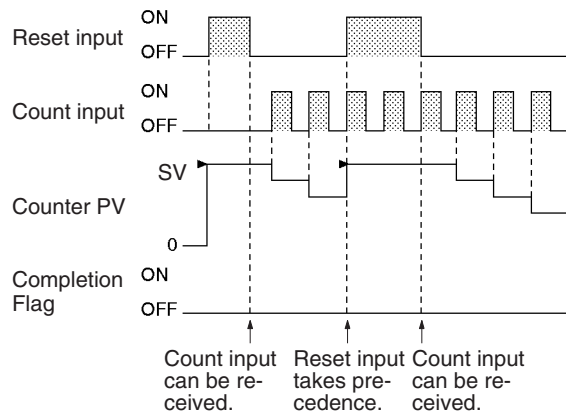 Reset input
ON
OFF
Count input
ON
OFF
Counter PV
SV
0
Completion
Flag
ON
OFF
Count input
can be re-
ceived.
Reset input
takes pre-
cedence.
Count input
can be re-
ceived.